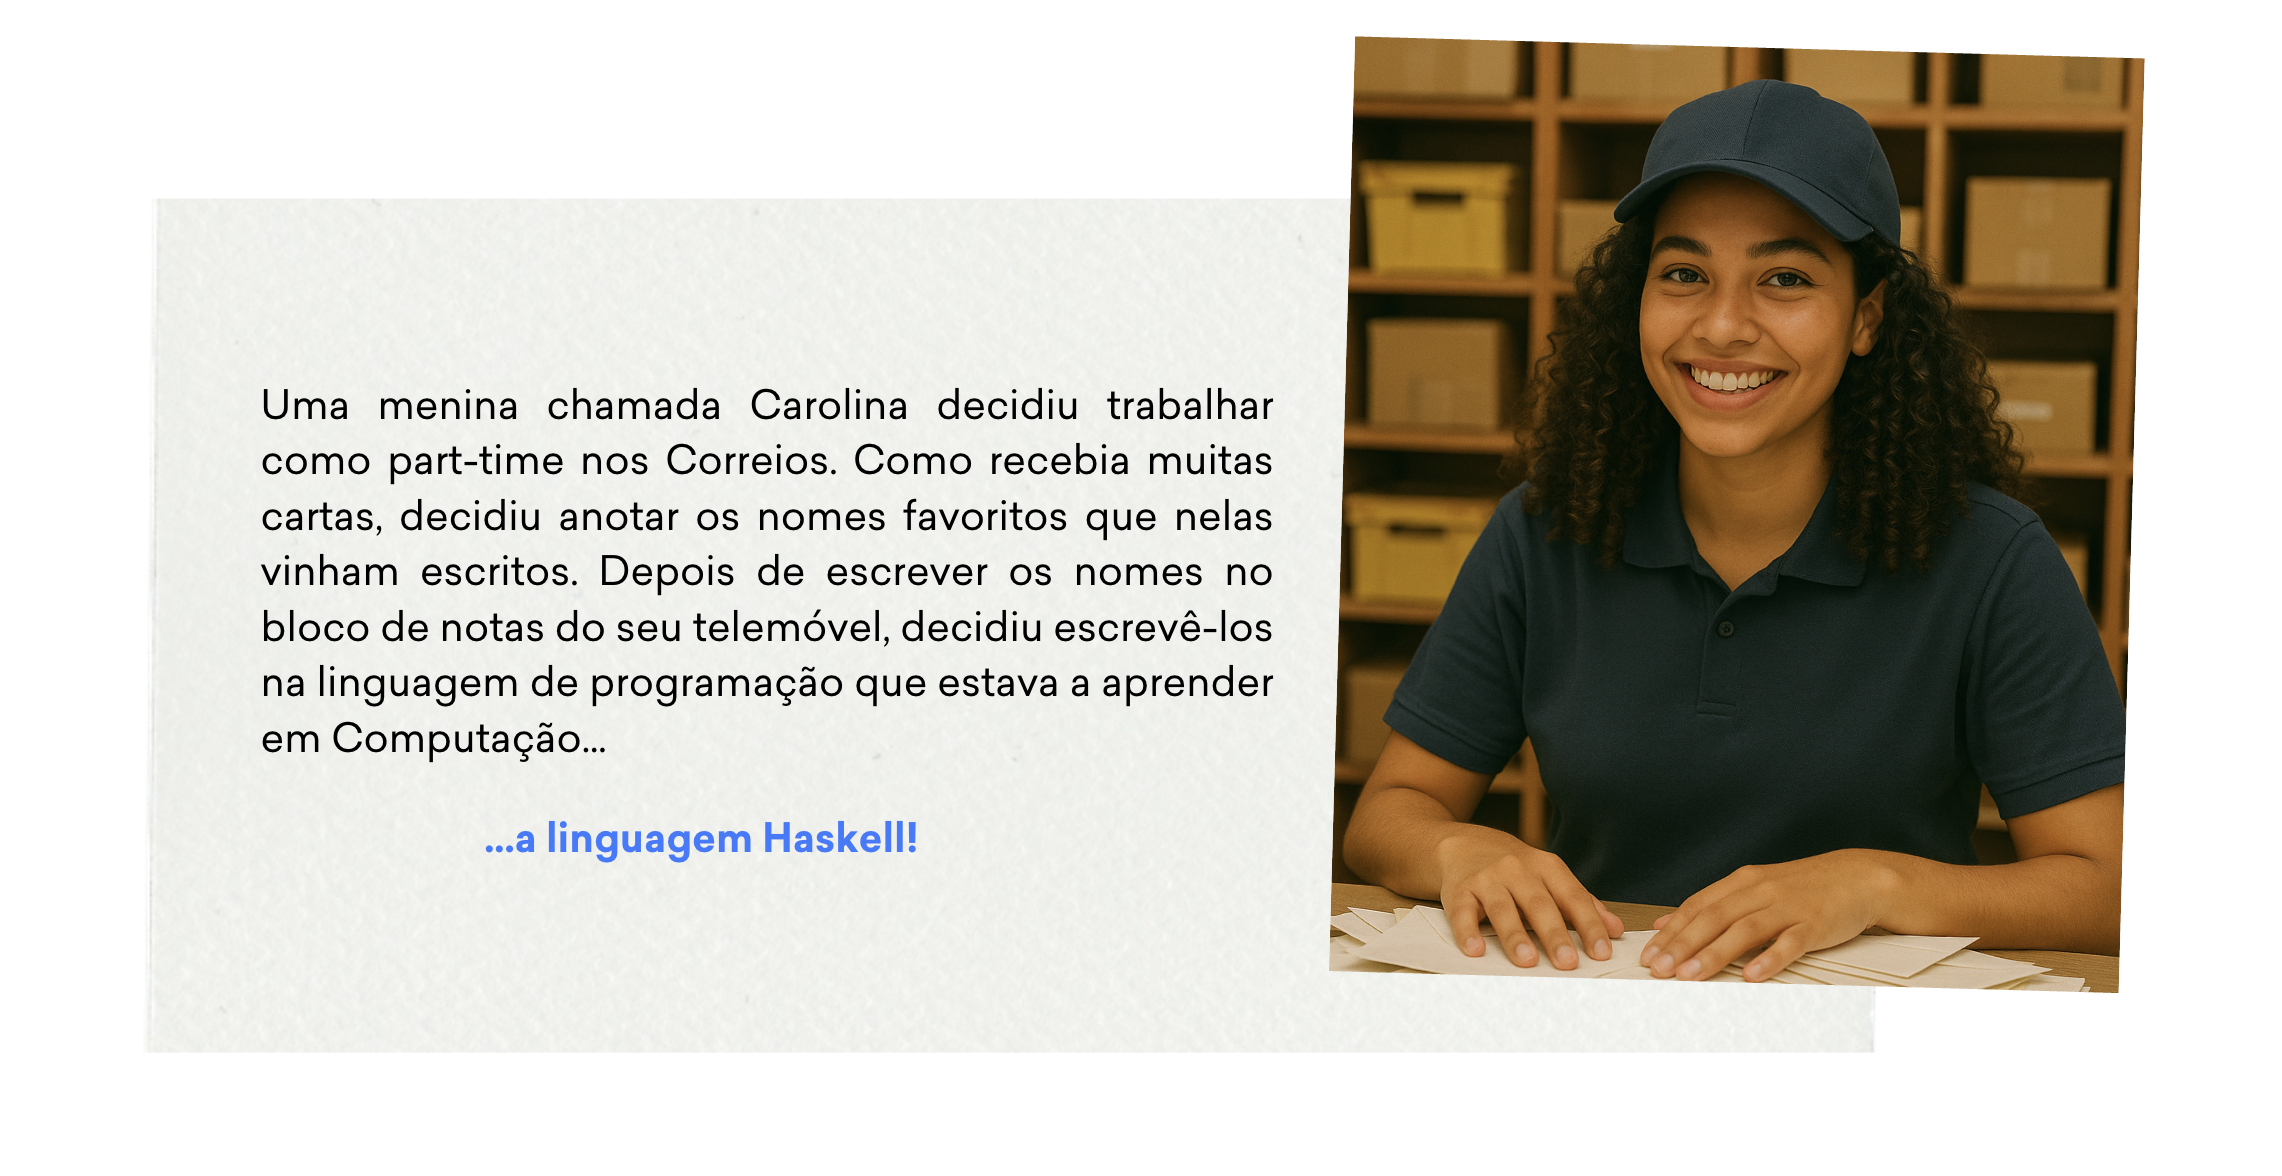 Uma menina chamada Carolina decidiu trabalhar
como part-time nos Correios. Como recebia muitas
cartas, decidiu anotar os nomes favoritos que nelas
vinham escritos. Depois de escrever os nomes no
bloco de notas do seu telemóvel, decidiu escrevê-los
na linguagem de programação que estava a aprender
em Computação...
...a linguagem Haskell!